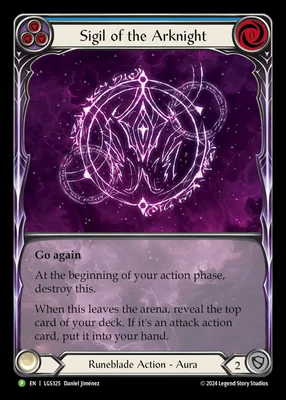 Sigil of the Arknight
Go again
At the beginning of your action phase,
destroy this.
When this leaves the arena, reveal the top
card of your deck. If it's an attack action
card, put it into your hand.
Runeblade Action - Aura
2
P EN | LGS325 Daniel Jiménez
© 2024 Legend Story Studios